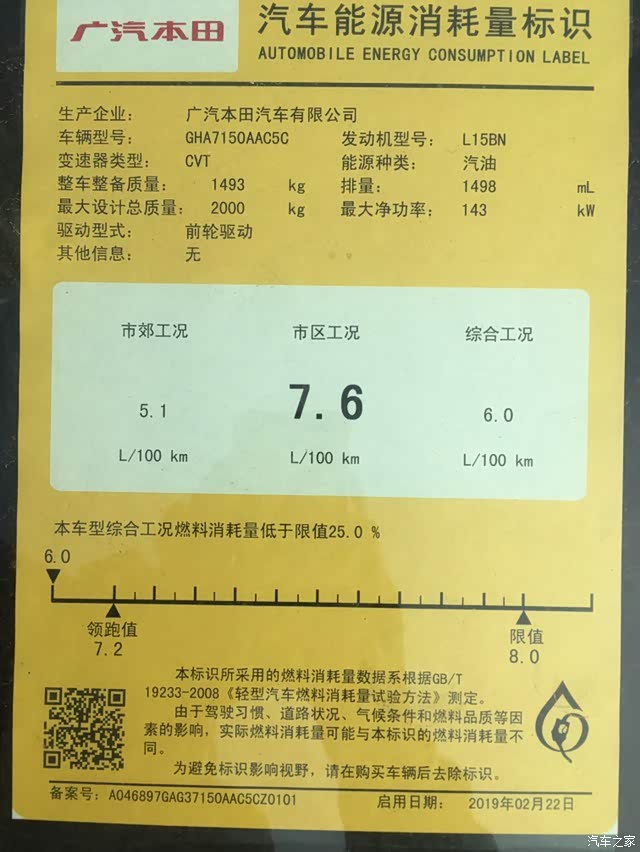 广汽本田
汽车能源消耗量标识
AUTOMOBILE ENERGY CONSUMPTION LABEL
生产企业： 广汽本田汽车有限公司
车辆型号： GHA7150AAC5C 发动机型号： L15BN
变速器类型： CVT 能源种类： 汽油
整车整备质量： 1493 kg 排量： 1498 mL
最大设计总质量： 2000 kg 最大净功率： 143 kW
驱动型式： 前轮驱动
其他信息： 无
市郊工况 市区工况 综合工况
5.1 7.6 6.0
L/100 km L/100 km L/100 km
本车型综合工况燃料消耗量低于限值25.0 %
6.0
领跑值 限值
7.2 8.0
本标识所采用的燃料消耗量数据系根据GB/T
19233-2008《轻型汽车燃料消耗量试验方法》测定。
由于驾驶习惯、道路状况、气候条件和燃料品质等因
素的影响，实际燃料消耗量可能与本标识的燃料消耗量不
同。
为避免标识影响视野，请在购买车辆后去除标识。
备案号： A046897GAG37150AAC5CZ0101 启用日期： 2019年02月22日
汽车之家